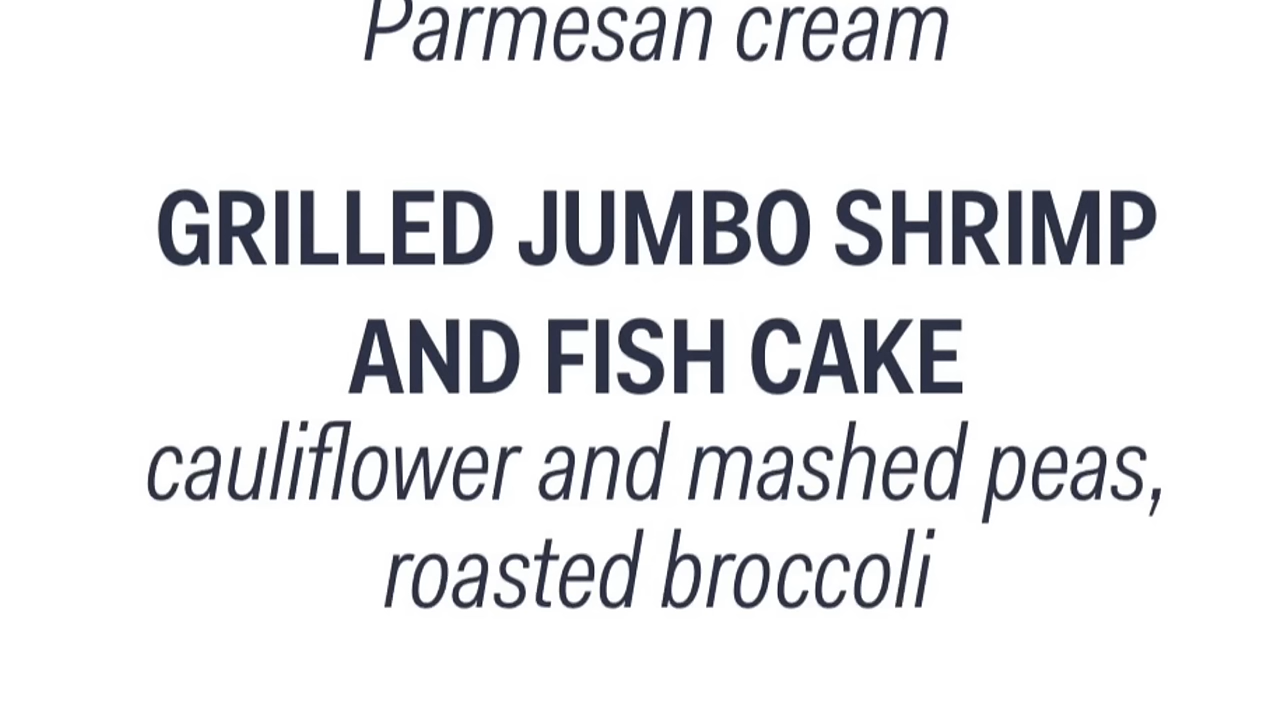 Parmesan cream
GRILLED JUMBO SHRIMP
AND FISH CAKE
cauliflower and mashed peas,
roasted broccoli